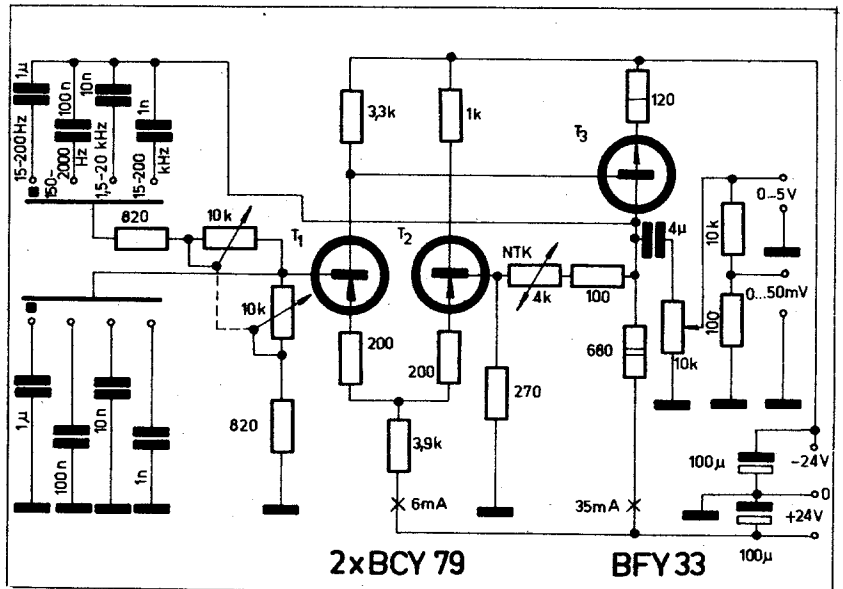 1µ
100n
10n
1n
15-200Hz
150-2000Hz
1,5-20 kHz
15-200 kHz
3,3k
1k
120
T3
820
10k
T1
T2
NTK
4k
100
4µ
10k
0-5V
0...50mV
100
10k
10k
200
200
680
270
820
3,9k
1µ
100n
10n
1n
6mA
35mA
100µ
-24V
0
+24V
100µ
2xBCY 79
BFY 33